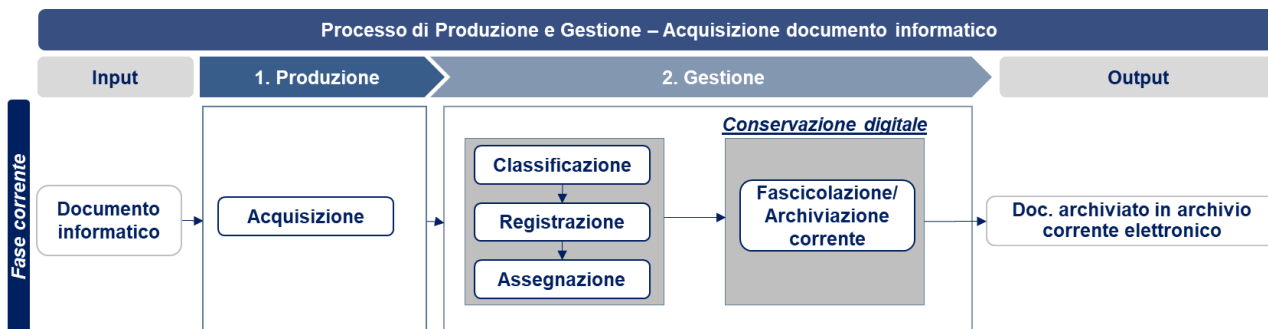 Processo di Produzione e Gestione – Acquisizione documento informatico
Input
1. Produzione
2. Gestione
Output
Fase corrente
Documento
informatico
Acquisizione
Classificazione
Registrazione
Assegnazione
Conservazione digitale
Fascicolazione/
Archiviazione
corrente
Doc. archiviato in archivio
corrente elettronico